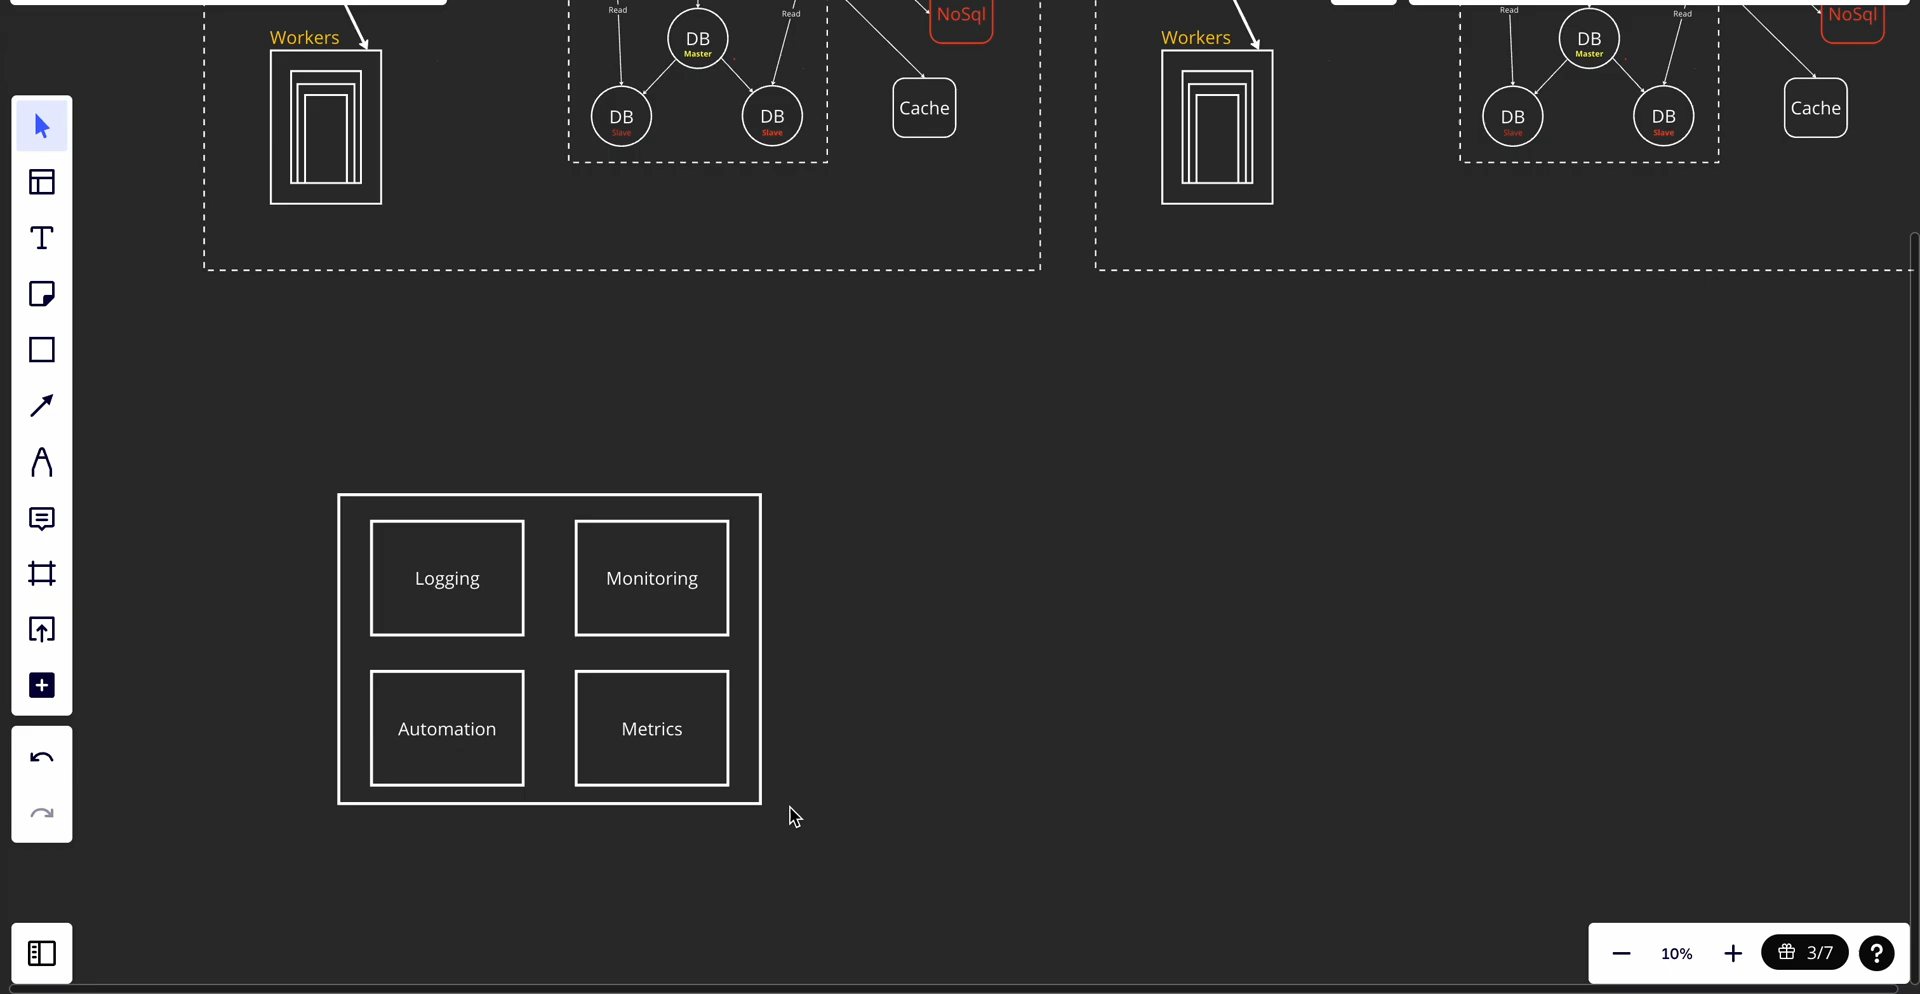 Read
Read
NoSql
Read
Read
NoSql
Workers
DB
Master
Workers
DB
Master
DB
Slave
DB
Slave
Cache
DB
Slave
DB
Slave
Cache
Logging
Monitoring
Automation
Metrics
10%
3/7
?